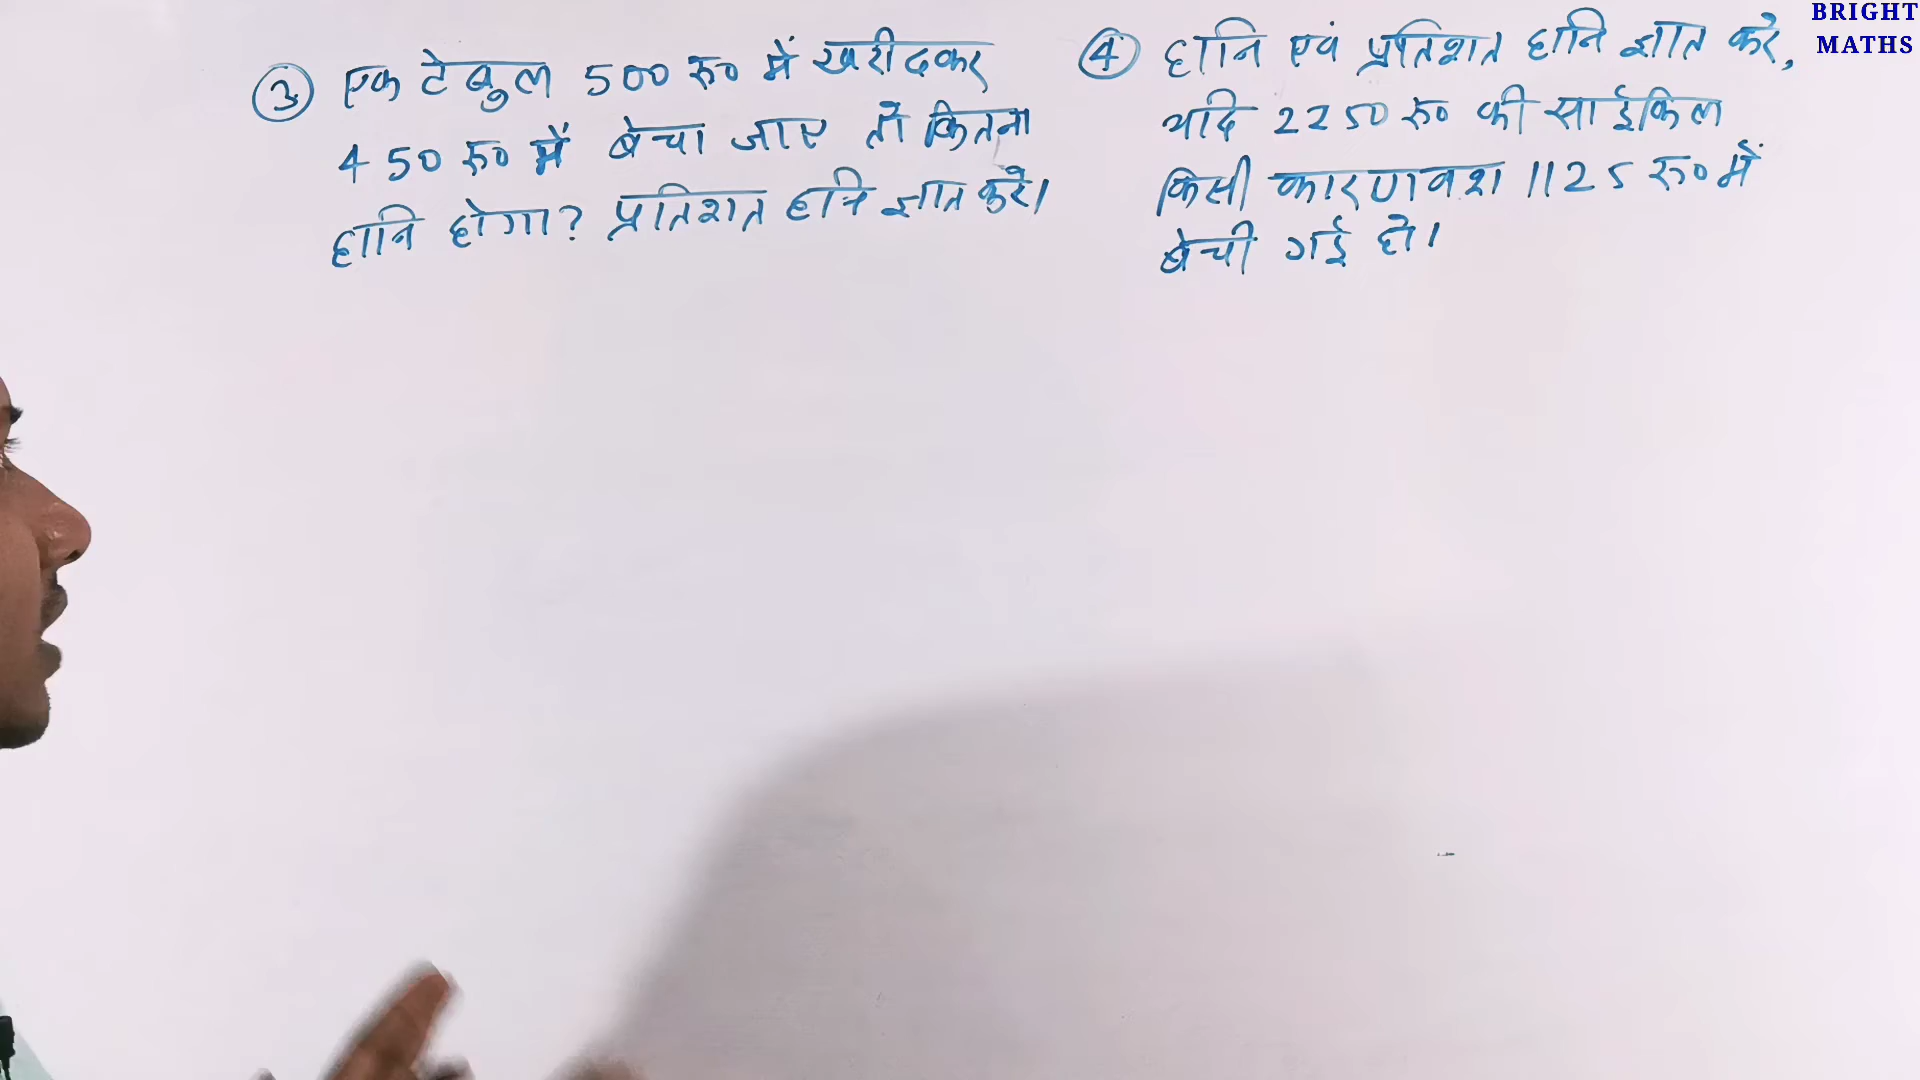 ③ एक टेबुल 500 रू० में खरीदकर
450 रू० में बेचा जाए तो कितना
हानि होगा? प्रतिशत हानि ज्ञात करे।
④ हानि एवं प्रतिशत हानि ज्ञात करे,
यदि 2250 रू० की साईकिल
किसी कारणवश 1125 रू० में
बेची गई हो।
BRIGHT
MATHS